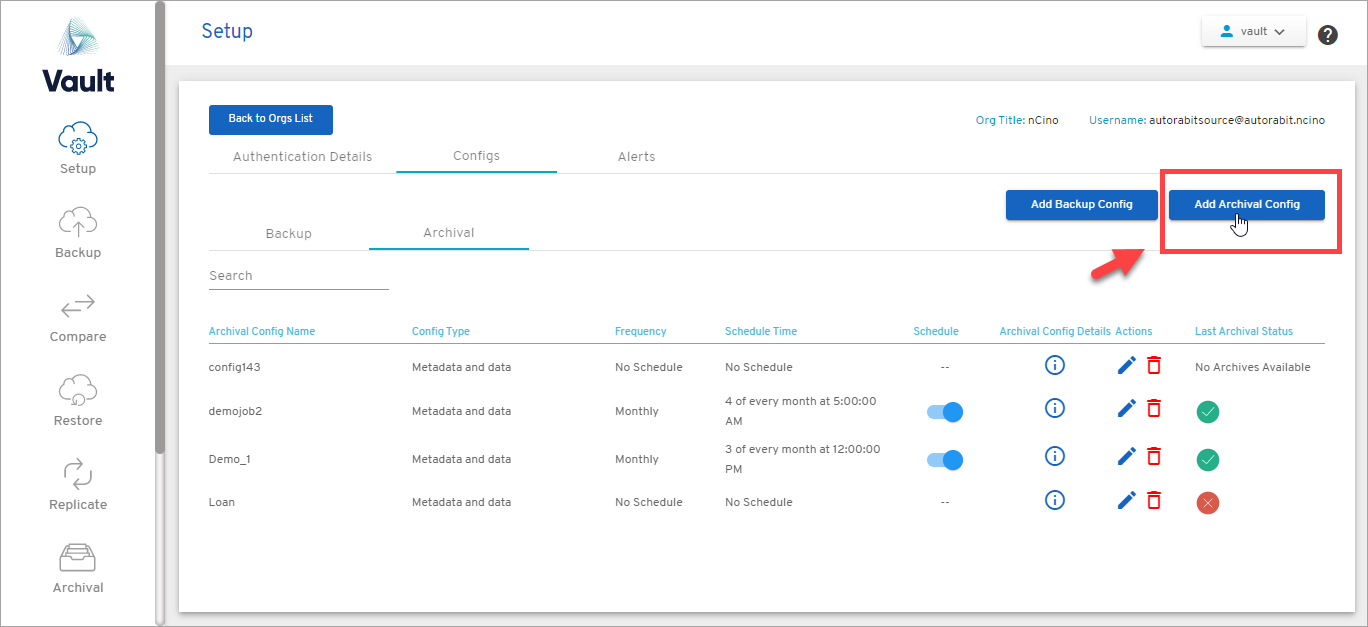 Vault
Setup
Backup
Compare
Restore
Replicate
Archival
Setup
vault
?
Back to Orgs List
Org Title: nCino
Username: autorabitsource@autorabit.ncino
Authentication Details
Configs
Alerts
Add Backup Config
Add Archival Config
Backup
Archival
Search
Archival Config Name Config Type Frequency Schedule Time Schedule Archival Config Details Actions Last Archival Status
config143 Metadata and data No Schedule No Schedule -- No Archives Available
demojob2 Metadata and data Monthly 4 of every month at 5:00:00
AM
Demo_1 Metadata and data Monthly 3 of every month at 12:00:00
PM
Loan Metadata and data No Schedule No Schedule --